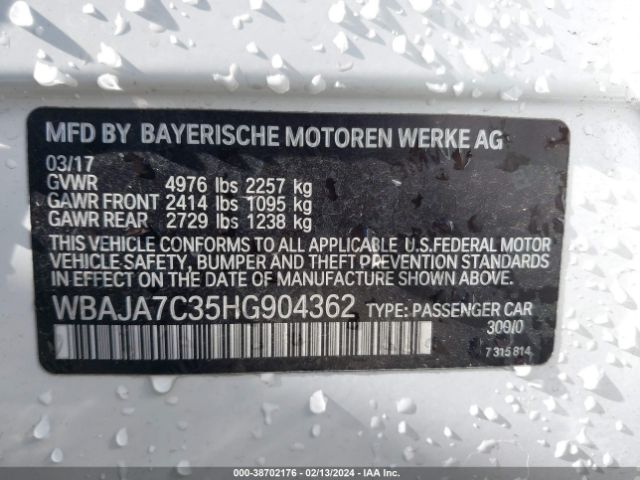 MFD BY BAYERISCHE MOTOREN WERKE AG
03/17
GVWR 4976 lbs 2257 kg
GAWR FRONT 2414 lbs 1095 kg
GAWR REAR 2729 lbs 1238 kg
THIS VEHICLE CONFORMS TO ALL APPLICABLE U.S.FEDERAL MOTOR
VEHICLE SAFETY, BUMPER AND THEFT PREVENTION STANDARDS
IN EFFECT ON THE DATE OF MANUFACTURE SHOWN ABOVE.
WBAJA7C35HG904362 TYPE: PASSENGER CAR
7 315 814
000-38702176 - 02/13/2024 - IAA Inc.